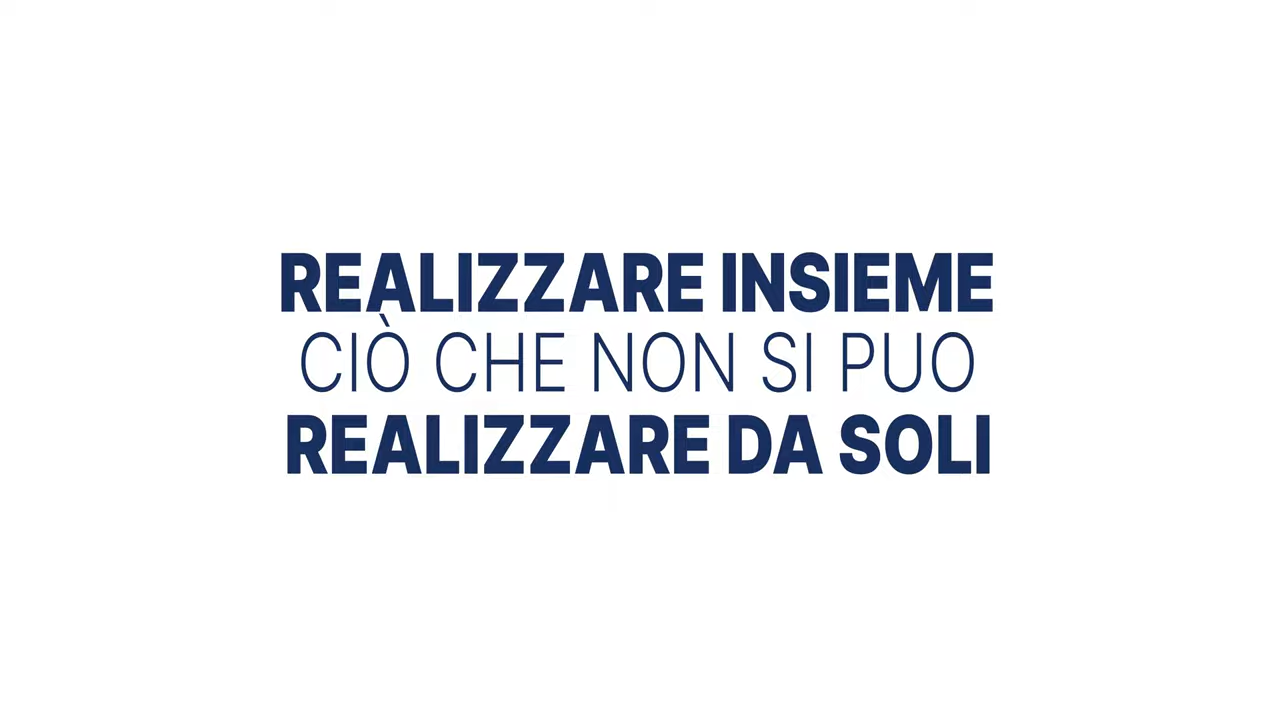 REALIZZARE INSIEME
CIÒ CHE NON SI PUO
REALIZZARE DA SOLI